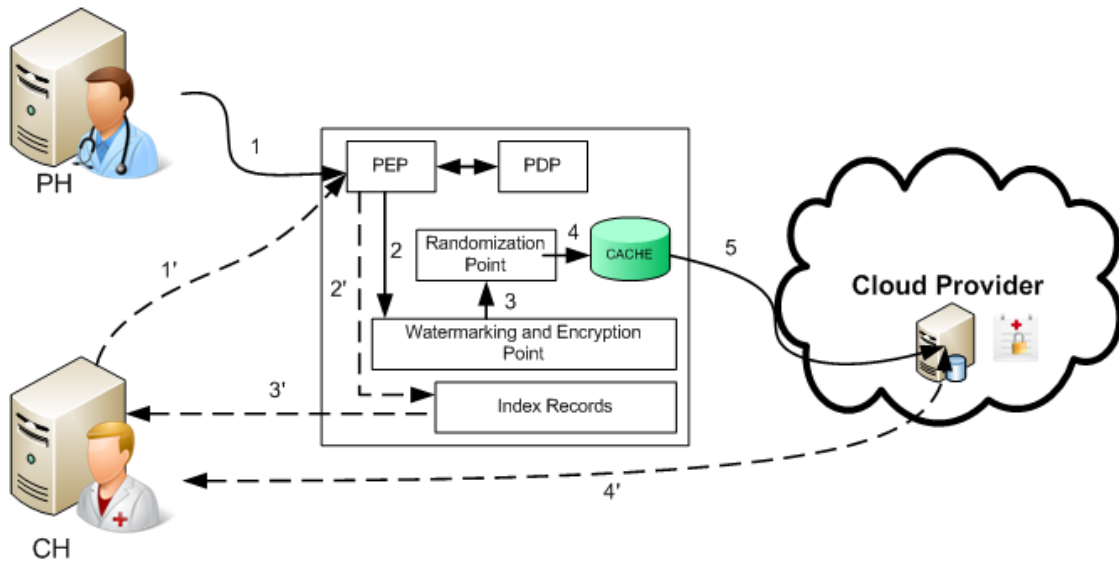 PH
1
PEP
PDP
1'
2
2'
Randomization
Point
4
CACHE
5
3
Watermarking and Encryption
Point
Cloud Provider
3'
Index Records
4'
CH